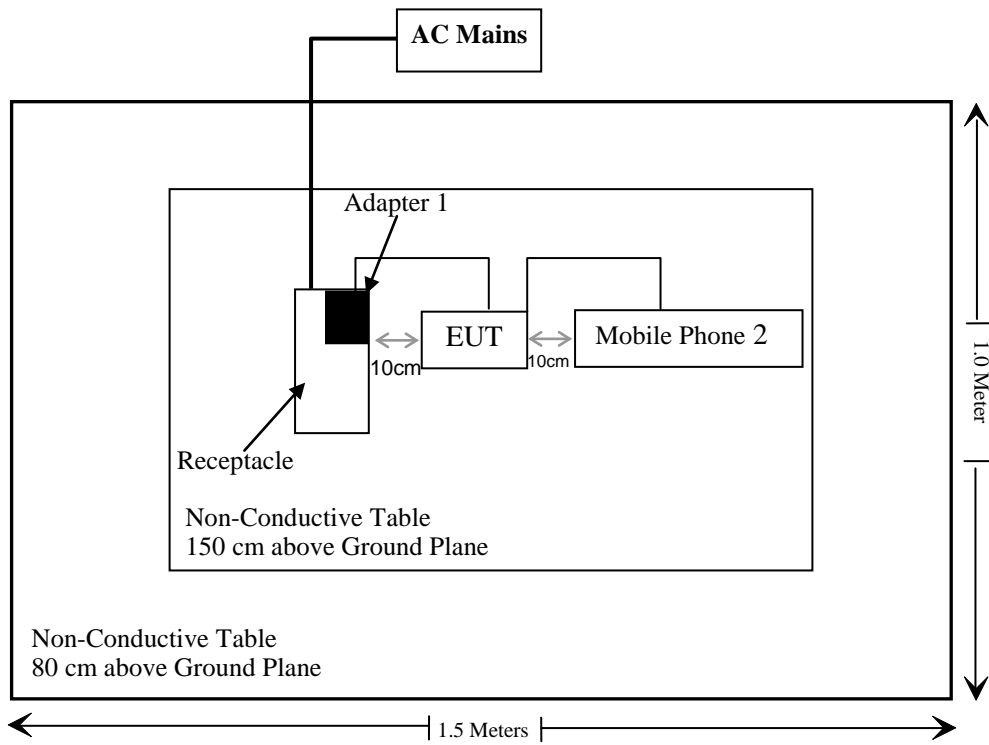 AC Mains
Adapter 1
EUT
Mobile Phone 2
10cm
10cm
1.0 Meter
Receptacle
Non-Conductive Table
150 cm above Ground Plane
Non-Conductive Table
80 cm above Ground Plane
1.5 Meters